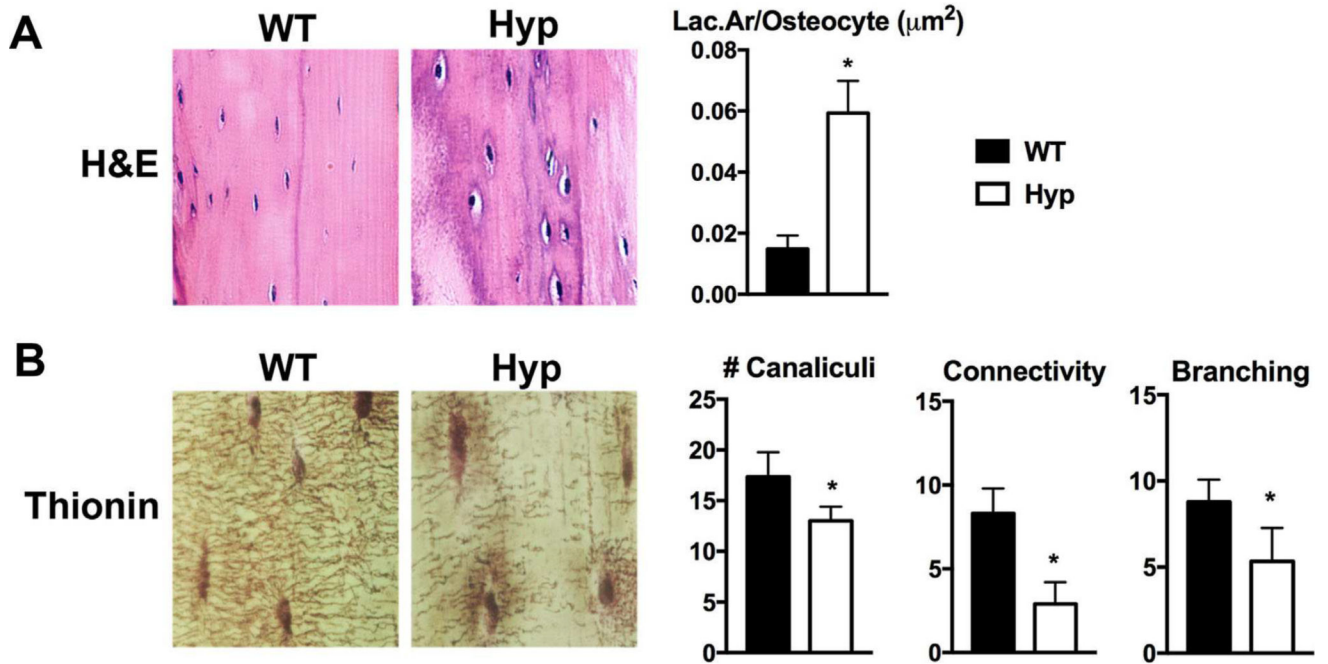 A
WT
Hyp
H&E
Lac.Ar/Osteocyte (μm²)
0.08
0.06
0.04
0.02
0.00
*
WT
Hyp
B
WT
Hyp
Thionin
# Canaliculi
25
20
15
10
5
0
*
Connectivity
15
10
5
0
*
Branching
15
10
5
0
*